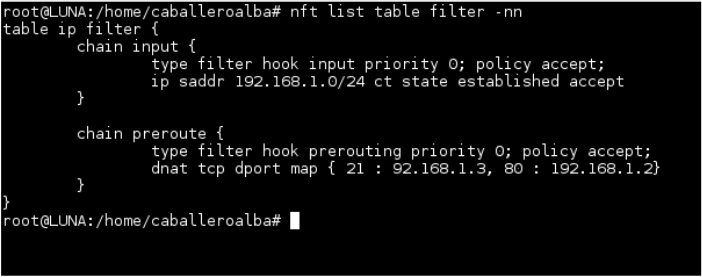 root@LUNA:/home/caballeroalba# nft list table filter -nn
table ip filter {
        chain input {
                type filter hook input priority 0; policy accept;
                ip saddr 192.168.1.0/24 ct state established accept
        }

        chain preroute {
                type filter hook prerouting priority 0; policy accept;
                dnat tcp dport map { 21 : 92.168.1.3, 80 : 192.168.1.2}
        }
}
root@LUNA:/home/caballeroalba#